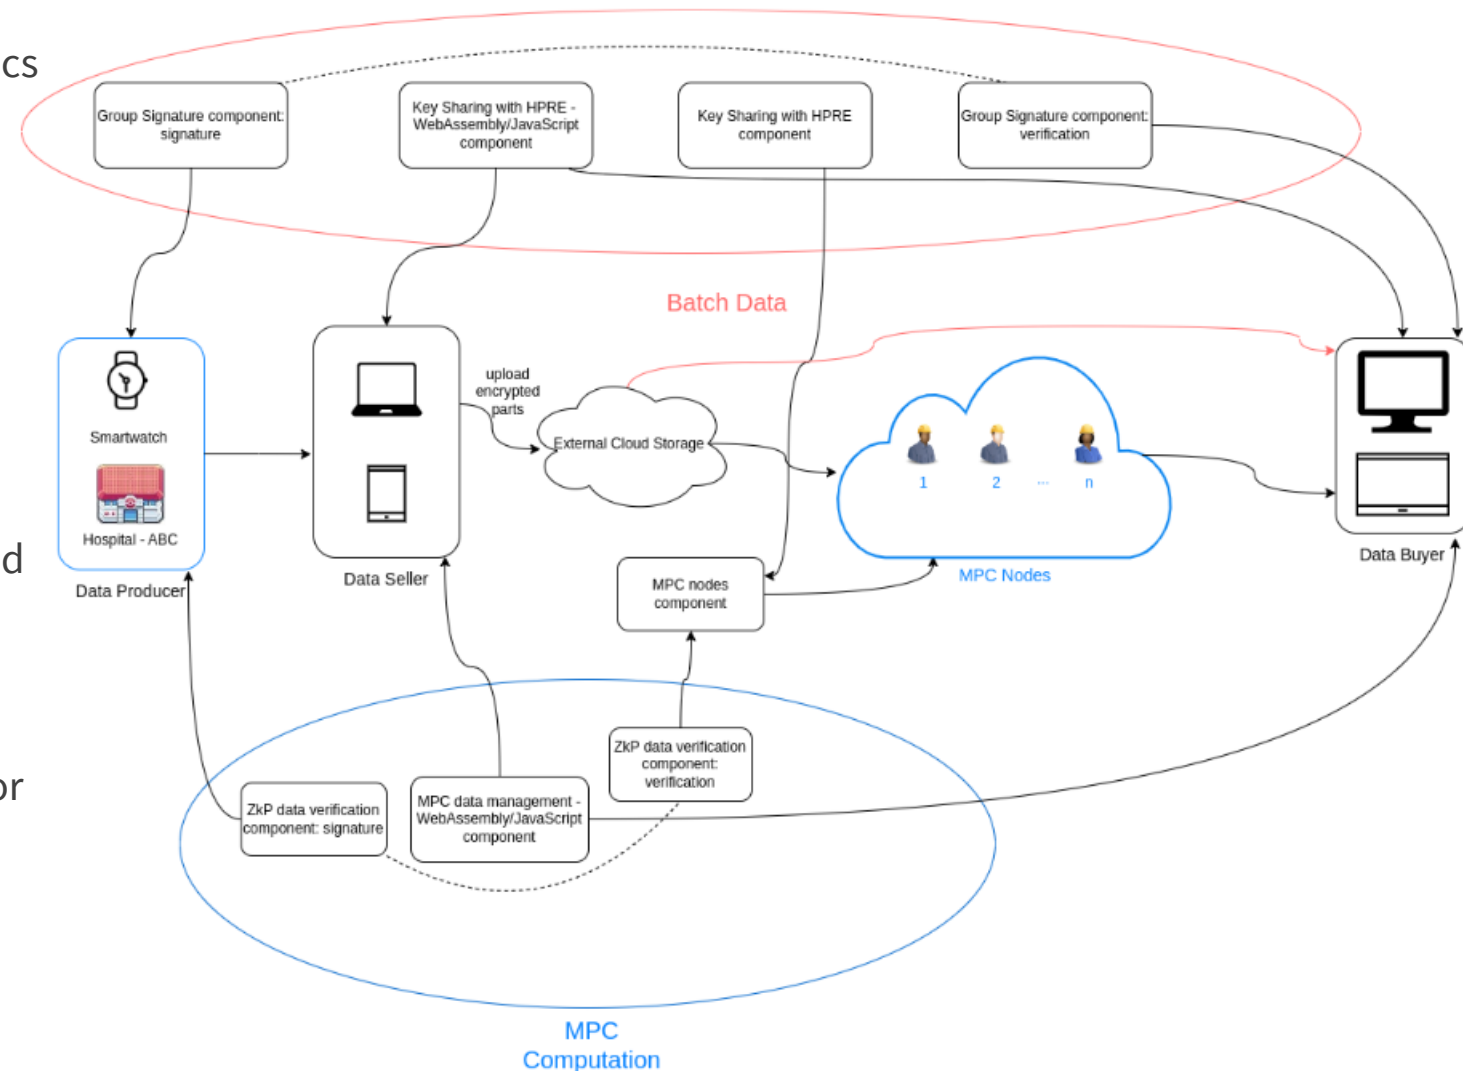 cs
Group Signature component:
signature
Key Sharing with HPRE -
WebAssembly/JavaScript
component
Key Sharing with HPRE
component
Group Signature component:
verification
Batch Data
upload
encrypted
parts
Smartwatch
Hospital - ABC
Data Producer
Data Seller
External Cloud Storage
1
2
...
n
MPC Nodes
Data Buyer
d
MPC nodes
component
or
ZkP data verification
component:
verification
ZkP data verification
component: signature
MPC data management -
WebAssembly/JavaScript
component
MPC
Computation